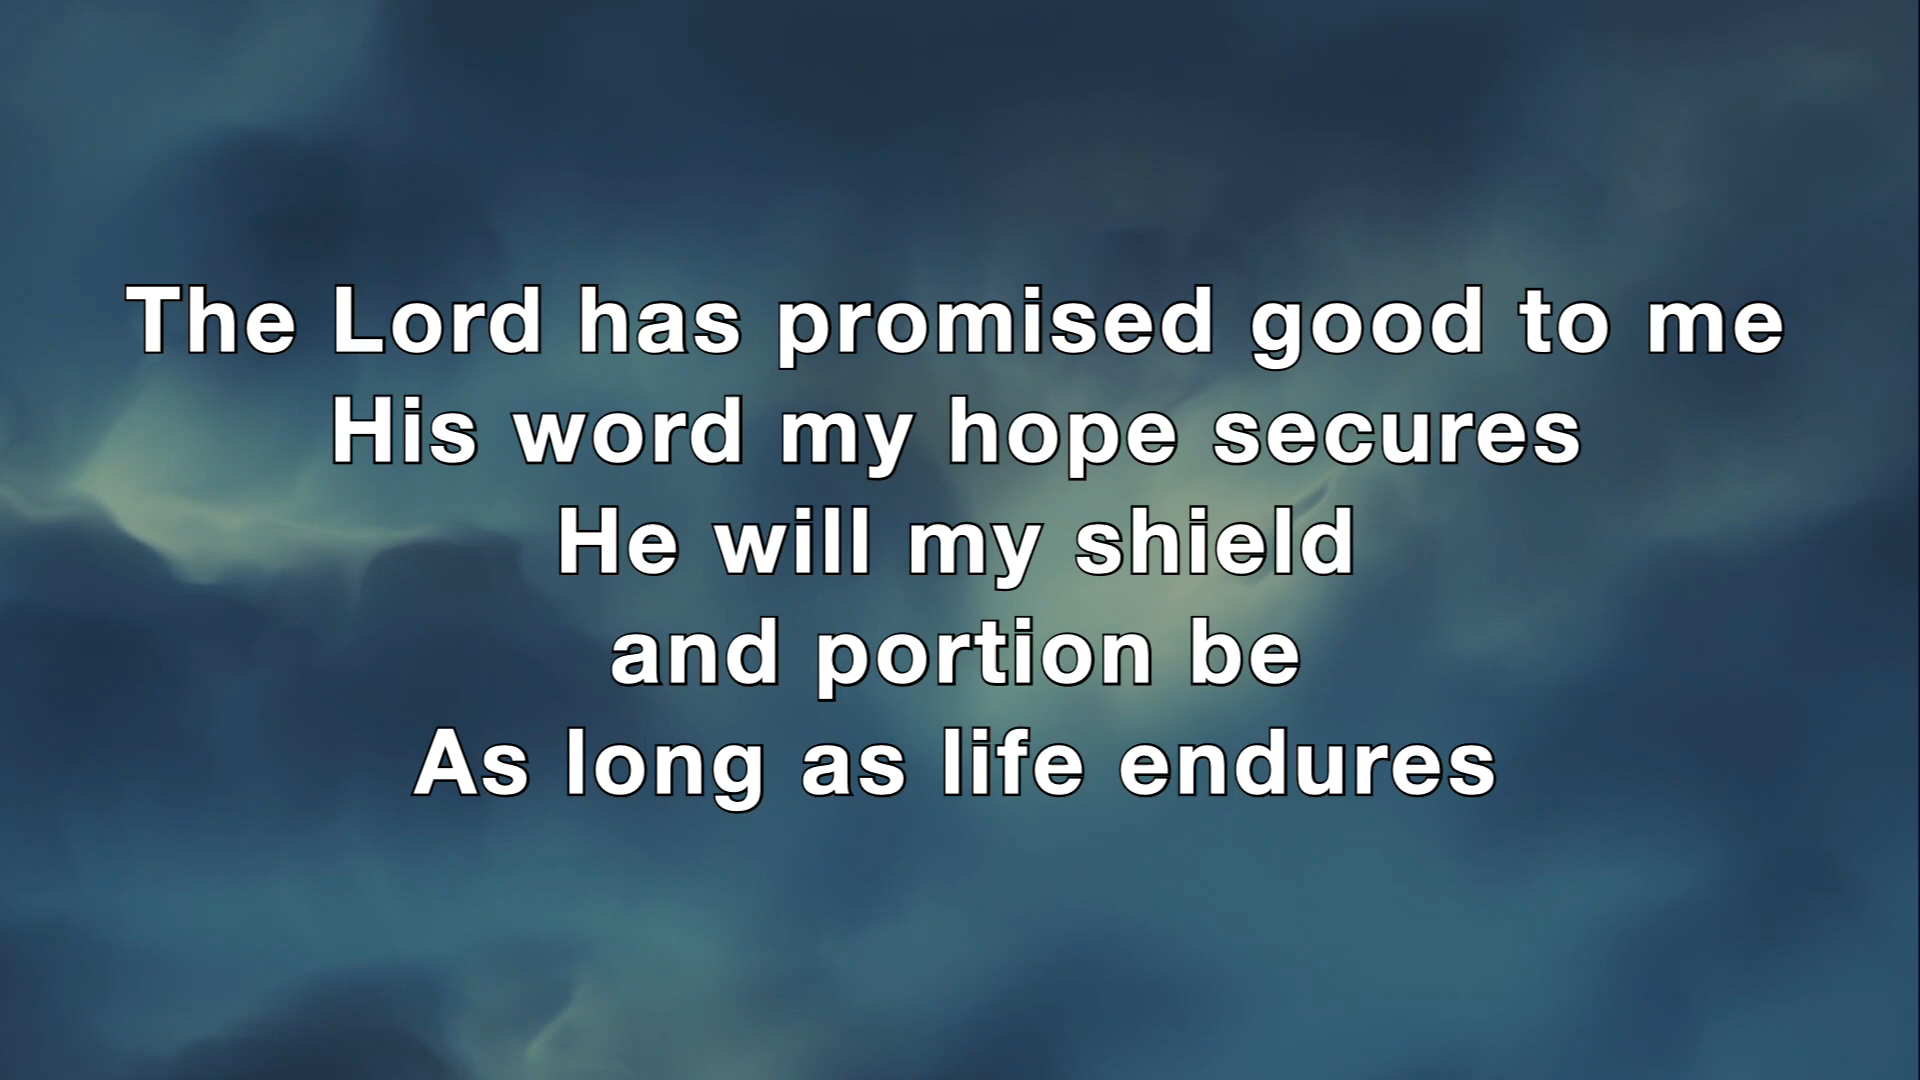 The Lord has promised good to me
His word my hope secures
He will my shield
and portion be
As long as life endures